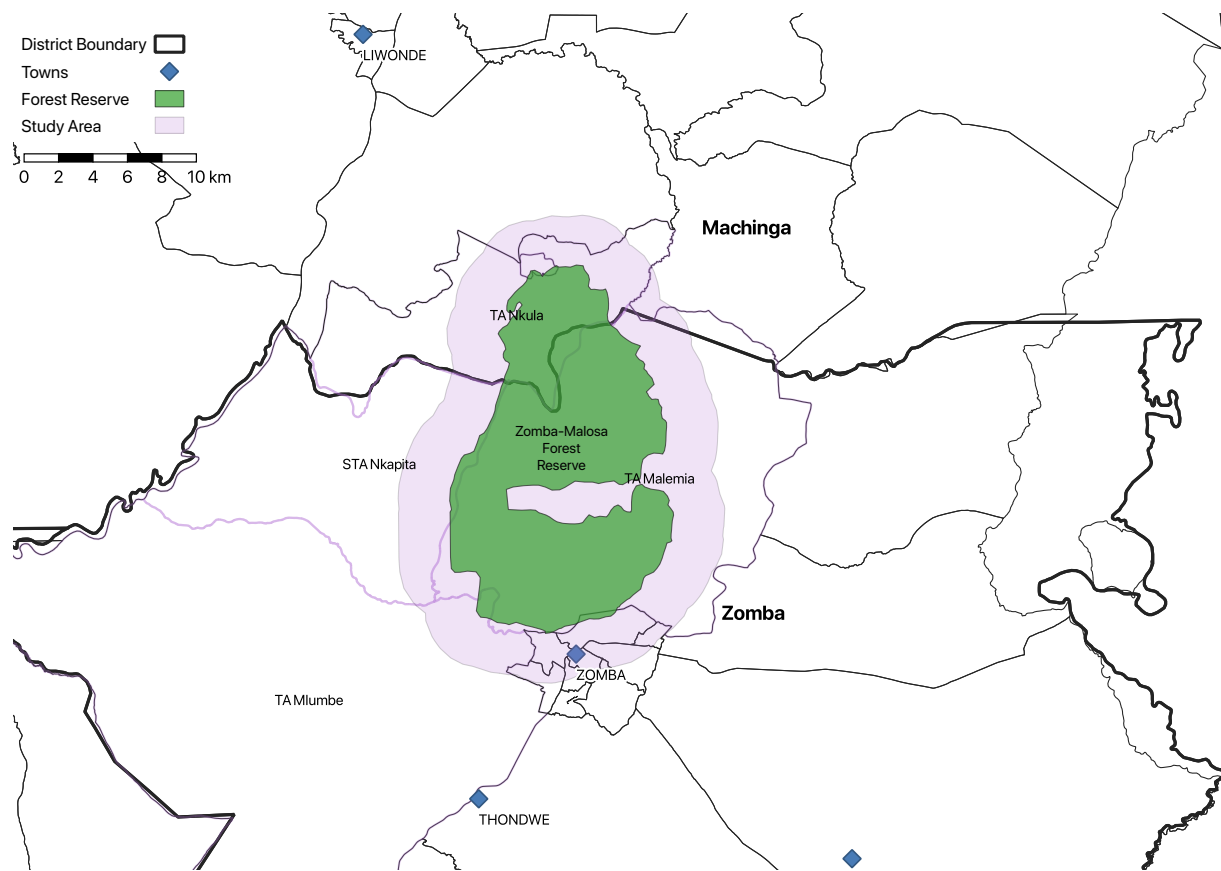 District Boundary
Towns
Forest Reserve
Study Area
0 2 4 6 8 10 km
LIWONDE
Machinga
TA Nkula
Zomba-Malosa
Forest
Reserve
STA Nkapita
TA Malemia
Zomba
ZOMBA
TA Mlumbe
THONDWE